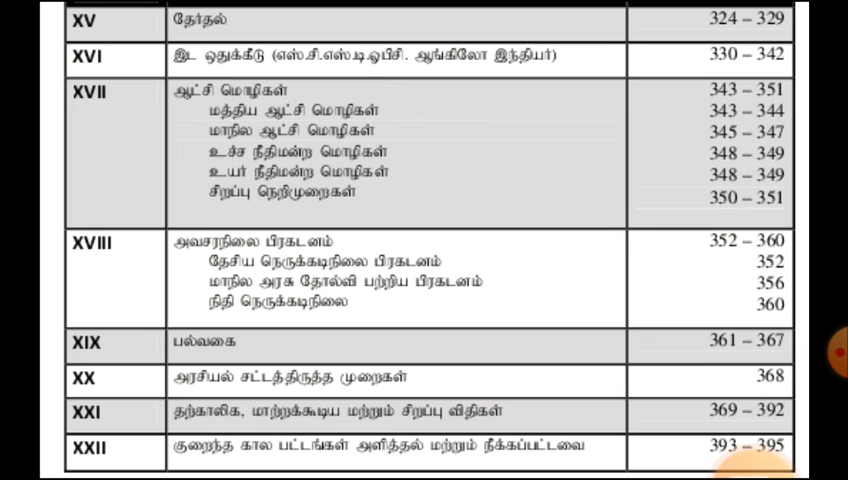 XV தேர்தல் 324 – 329
XVI இட ஒதுக்கீடு (எஸ்.சி.எஸ்.டி.ஓபிசி. ஆங்கிலோ இந்தியர்) 330 – 342
XVII ஆட்சி மொழிகள் 343 – 351
மத்திய ஆட்சி மொழிகள் 343 – 344
மாநில ஆட்சி மொழிகள் 345 – 347
உச்ச நீதிமன்ற மொழிகள் 348 – 349
உயர் நீதிமன்ற மொழிகள் 348 – 349
சிறப்பு நெறிமுறைகள் 350 – 351
XVIII அவசரநிலை பிரகடனம் 352 – 360
தேசிய நெருக்கடிநிலை பிரகடனம் 352
மாநில அரசு தோல்வி பற்றிய பிரகடனம் 356
நிதி நெருக்கடிநிலை 360
XIX பல்வகை 361 – 367
XX அரசியல் சட்டத்திருத்த முறைகள் 368
XXI தற்காலிக, மாற்றக்கூடிய மற்றும் சிறப்பு விதிகள் 369 – 392
XXII குறைந்த கால பட்டங்கள் அளித்தல் மற்றும் நீக்கப்பட்டவை 393 – 395